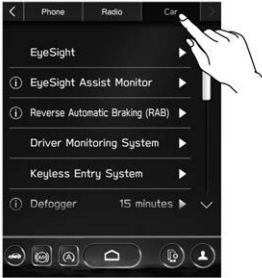 Phone Radio Car
EyeSight
EyeSight Assist Monitor
Reverse Automatic Braking (RAB)
Driver Monitoring System
Keyless Entry System
Defogger 15 minutes